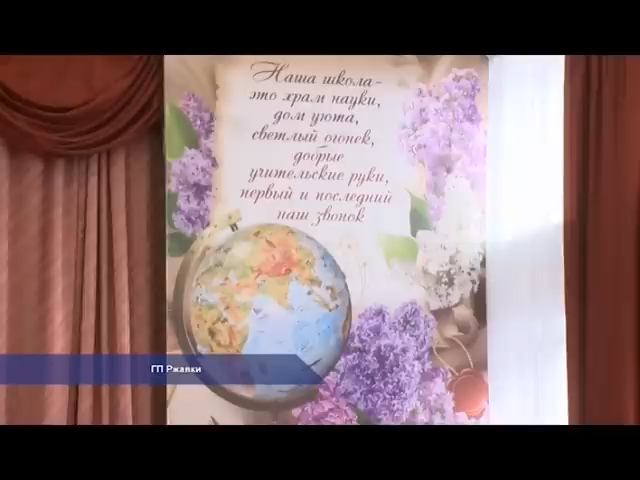 Наша школа-
это храм науки,
дом уюта,
светлый огонек,
добрые
учительские руки,
первый и последний
наш звонок
ГП Ржавки